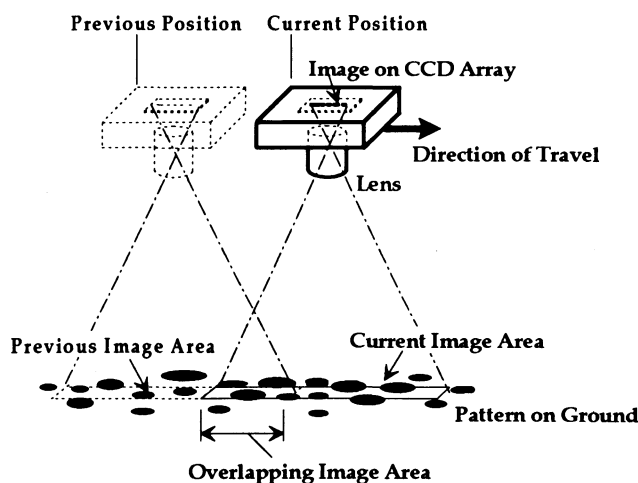 Previous Position
Current Position
Image on CCD Array
Direction of Travel
Lens
Previous Image Area
Current Image Area
Pattern on Ground
Overlapping Image Area